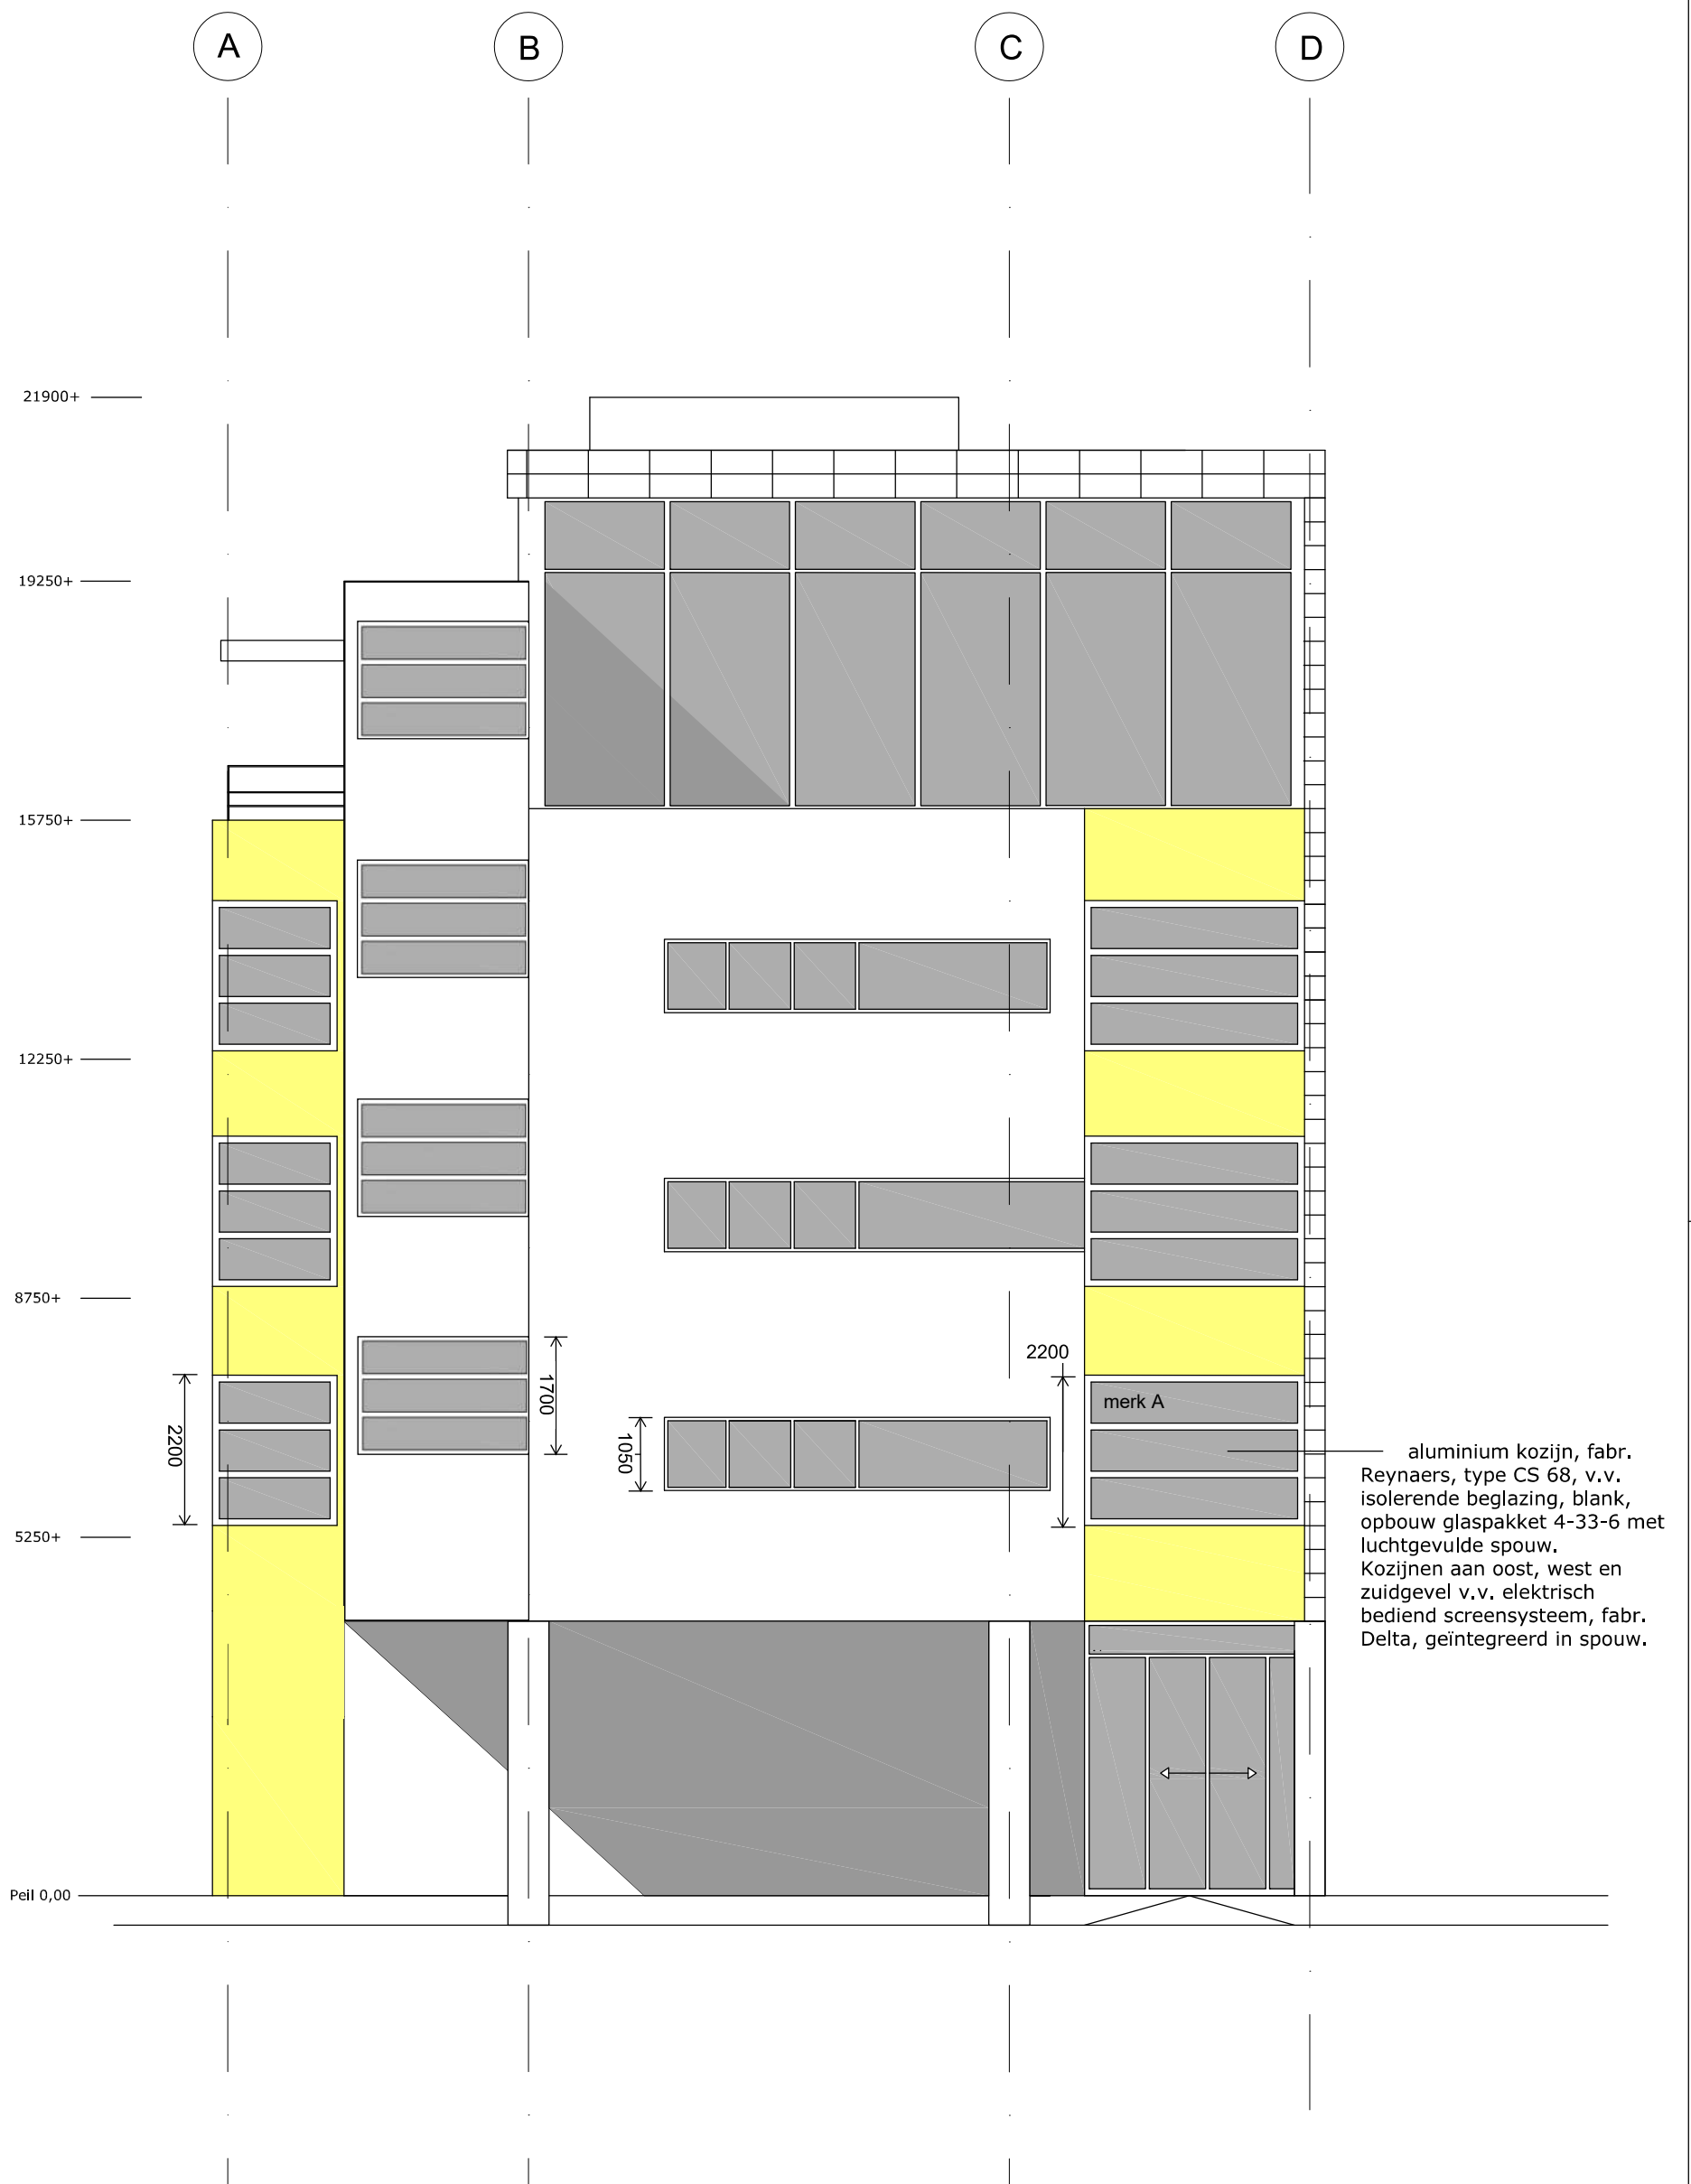 A
B
C
D
21900+
19250+
15750+
12250+
8750+
2200
1700
2200
1050
merk A
aluminium kozijn, fabr.
Reynaers, type CS 68, v.v.
isolerende beglazing, blank,
opbouw glaspakket 4-33-6 met
luchtgevulde spouw.
Kozijnen aan oost, west en
zuidgevel v.v. elektrisch
bediend screensysteem, fabr.
Delta, geïntegreerd in spouw.
5250+
Peil 0,00